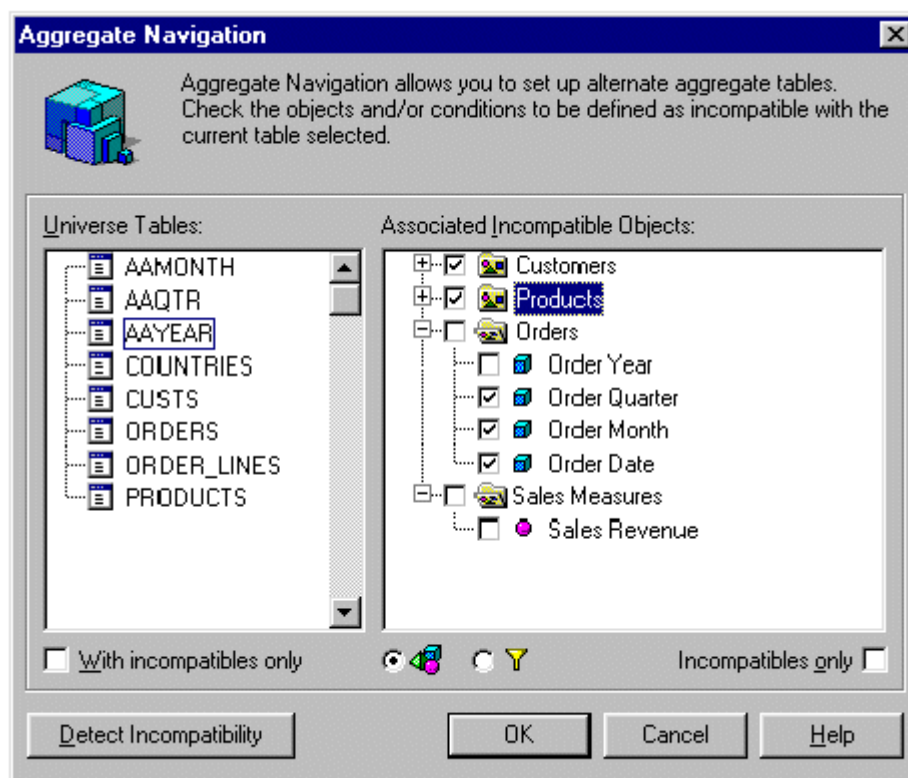 Aggregate Navigation
Aggregate Navigation allows you to set up alternate aggregate tables.
Check the objects and/or conditions to be defined as incompatible with the
current table selected.
Universe Tables:
AAMONTH
AAQTR
AAYEAR
COUNTRIES
CUSTS
ORDERS
ORDER_LINES
PRODUCTS
Associated Incompatible Objects:
Customers
Products
Orders
Order Year
Order Quarter
Order Month
Order Date
Sales Measures
Sales Revenue
With incompatibles only
Incompatibles only
Detect Incompatibility
OK
Cancel
Help